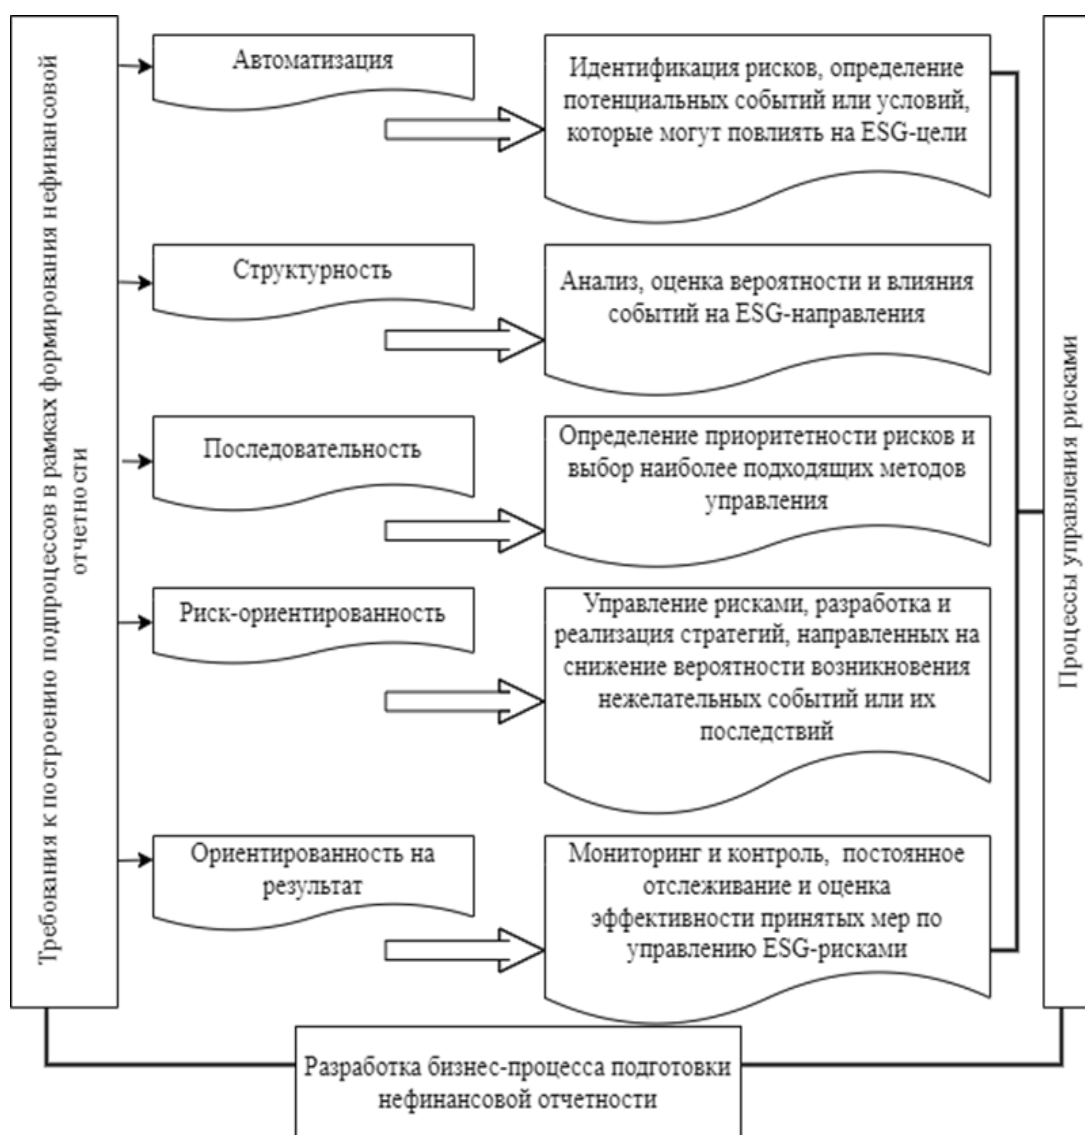 Требования к построению подпроцессов в рамках формирования нефинансовой
отчетности
Автоматизация
Идентификация рисков, определение
потенциальных событий или условий,
которые могут повлиять на ESG-цели
Структурность
Анализ, оценка вероятности и влияния
событий на ESG-направления
Последовательность
Определение приоритетности рисков и
выбор наиболее подходящих методов
управления
Риск-ориентированность
Управление рисками, разработка и
реализация стратегий, направленных на
снижение вероятности возникновения
нежелательных событий или их
последствий
Ориентированность на
результат
Мониторинг и контроль, постоянное
отслеживание и оценка
эффективности принятых мер по
управлению ESG-рисками
Процессы управления рисками
Разработка бизнес-процесса подготовки
нефинансовой отчетности